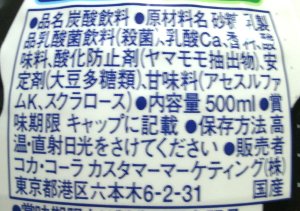 ●品名 炭酸飲料 ●原材料名 砂糖、乳製
品乳酸菌飲料(殺菌)、乳酸Ca、香料、酸
味料、酸化防止剤(ヤマモモ抽出物)、安
定剤(大豆多糖類)、甘味料(アセスルファ
ムK、スクラロース) ●内容量 500ml ●賞
味期限 キャップに記載 ●保存方法 高
温・直射日光をさけてください ●販売者
コカ・コーラ カスタマーマーケティング(株)
東京都港区六本木6-2-31 国産